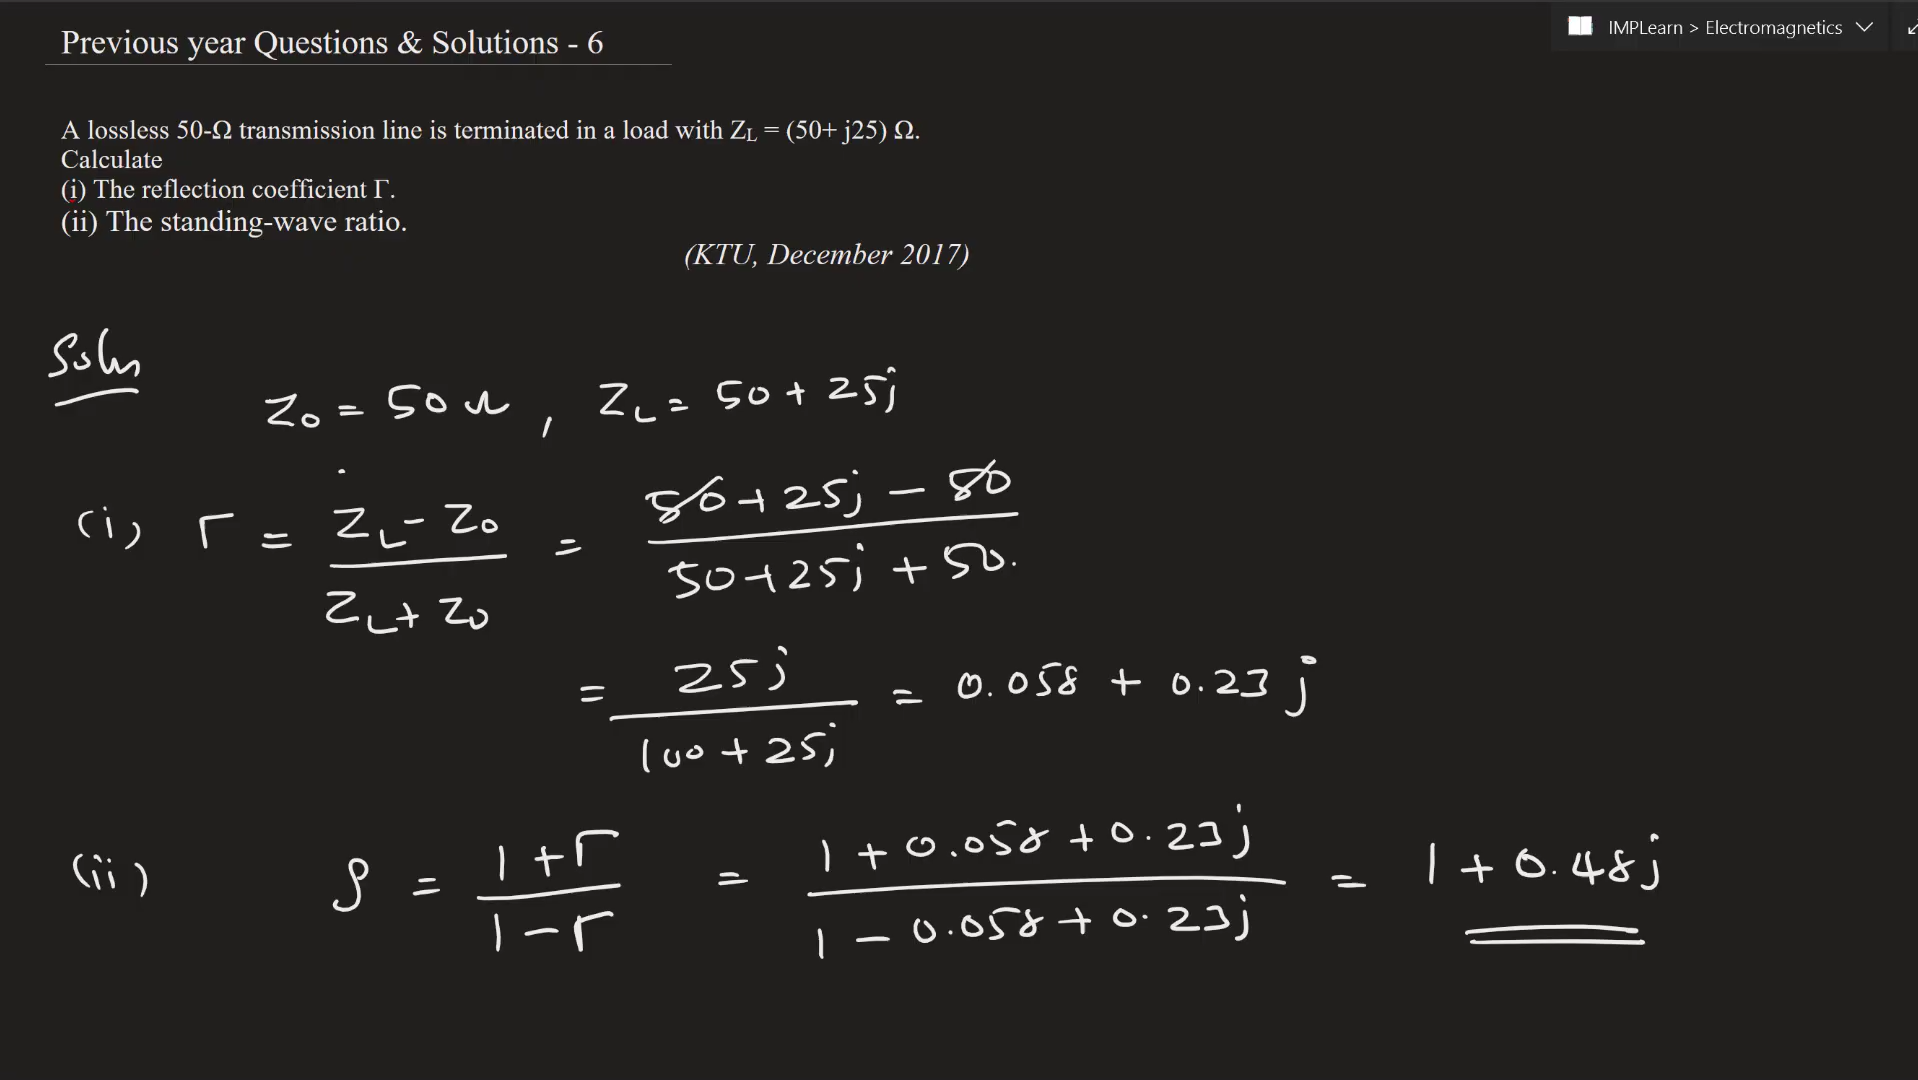 Previous year Questions & Solutions - 6
IMPLearn > Electromagnetics
A lossless 50-Ω transmission line is terminated in a load with ZL = (50+ j25) Ω.
Calculate
(i) The reflection coefficient Γ.
(ii) The standing-wave ratio.
(KTU, December 2017)
Soln
Z0 = 50 Ω , ZL = 50 + 25j
(i) Γ = (ZL - Z0)/(ZL + Z0) = (50 + 25j - 50)/(50 + 25j + 50.)
= 25j/(100 + 25j) = 0.058 + 0.23 j
(ii) ρ = (1 + Γ)/(1 - Γ) = (1 + 0.058 + 0.23j)/(1 - 0.058 + 0.23j) = 1 + 0.48j